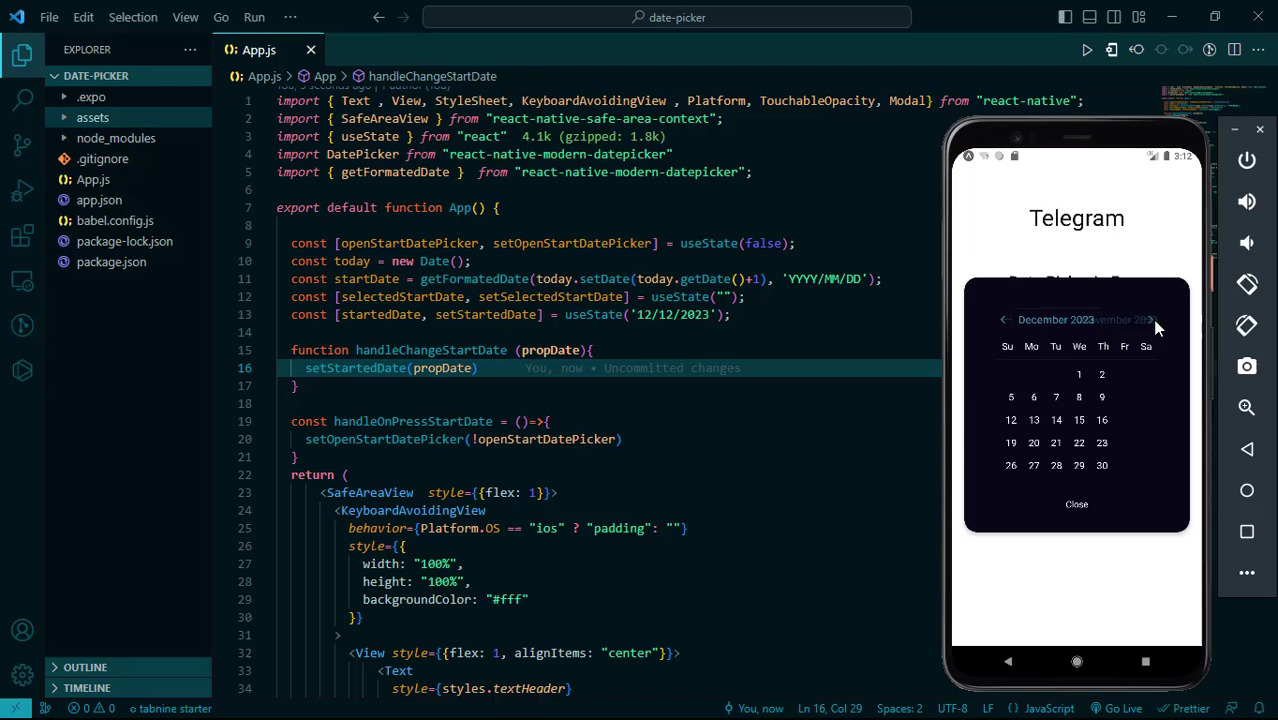 File Edit Selection View Go Run ··· date-picker
EXPLORER ···
DATE-PICKER
.expo
assets
node_modules
.gitignore
App.js
app.json
babel.config.js
package-lock.json
package.json
OUTLINE
TIMELINE
App.js
App.js > App > handleChangeStartDate
1 import { Text , View, StyleSheet, KeyboardAvoidingView , Platform, TouchableOpacity, Modal} from "react-native";
2 import { SafeAreaView } from "react-native-safe-area-context";
3 import { useState } from "react" 4.1k (gzipped: 1.8k)
4 import DatePicker from "react-native-modern-datepicker"
5 import { getFormatedDate } from "react-native-modern-datepicker";
6
7 export default function App() {
8
9 const [openStartDatePicker, setOpenStartDatePicker] = useState(false);
10 const today = new Date();
11 const startDate = getFormatedDate(today.setDate(today.getDate()+1), 'YYYY/MM/DD');
12 const [selectedStartDate, setSelectedStartDate] = useState("");
13 const [startedDate, setStartedDate] = useState('12/12/2023');
14
15 function handleChangeStartDate (propDate){
16 setStartedDate(propDate) You, now • Uncommitted changes
17 }
18
19 const handleOnPressStartDate = ()=>{
20 setOpenStartDatePicker(!openStartDatePicker)
21 }
22 return (
23 <SafeAreaView style={{flex: 1}}>
24 <KeyboardAvoidingView
25 behavior={Platform.OS == "ios" ? "padding": ""}
26 style={{
27 width: "100%",
28 height: "100%",
29 backgroundColor: "#fff"
30 }}
31 >
32 <View style={{flex: 1, alignItems: "center"}}>
33 <Text
34 style={styles.textHeader}
3:12
Telegram
December 2023
Su Mo Tu We Th Fr Sa
1 2
5 6 7 8 9
12 13 14 15 16
19 20 21 22 23
26 27 28 29 30
Close
0 0 tabnine starter You, now Ln 16, Col 29 Spaces: 2 UTF-8 LF JavaScript Go Live Prettier